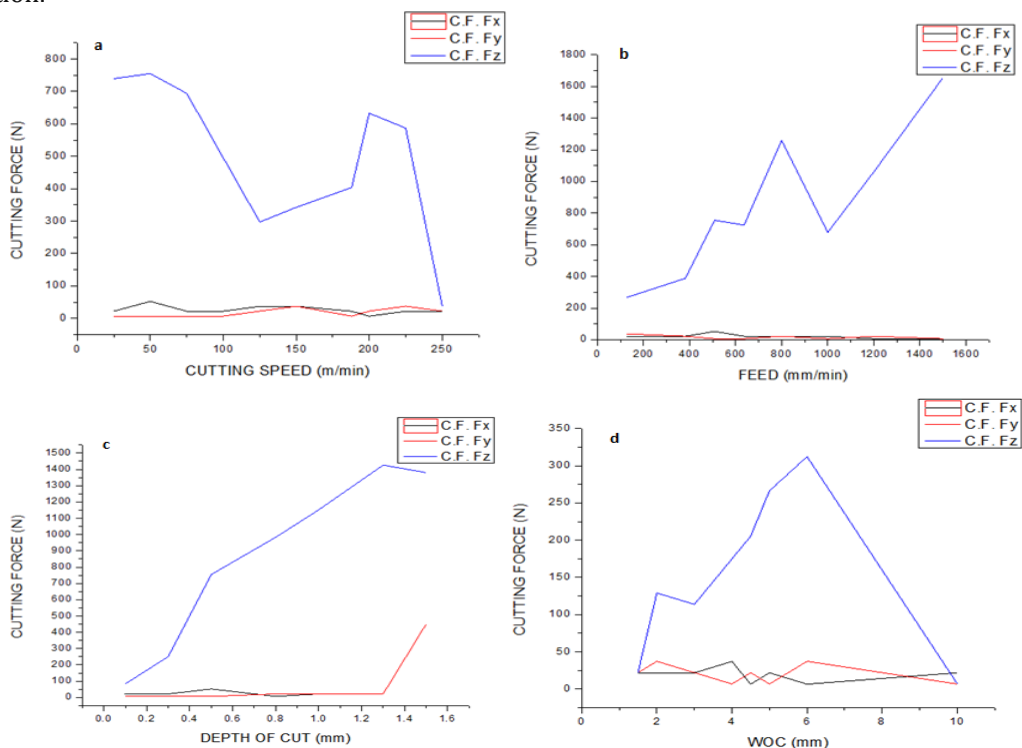 tion.
a
C.F. Fx
C.F. Fy
C.F. Fz
800
700
600
500
400
300
200
100
0
CUTTING FORCE (N)
0 50 100 150 200 250
CUTTING SPEED (m/min)
b
C.F. Fx
C.F. Fy
C.F. Fz
1800
1600
1400
1200
1000
800
600
400
200
0
CUTTING FORCE (N)
0 200 400 600 800 1000 1200 1400 1600
FEED (mm/min)
c
C.F. Fx
C.F. Fy
C.F. Fz
1500
1400
1300
1200
1100
1000
900
800
700
600
500
400
300
200
100
0
CUTTING FORCE (N)
0.0 0.2 0.4 0.6 0.8 1.0 1.2 1.4 1.6
DEPTH OF CUT (mm)
d
C.F. Fx
C.F. Fy
C.F. Fz
350
300
250
200
150
100
50
0
CUTTING FORCE (N)
0 2 4 6 8 10
WOC (mm)